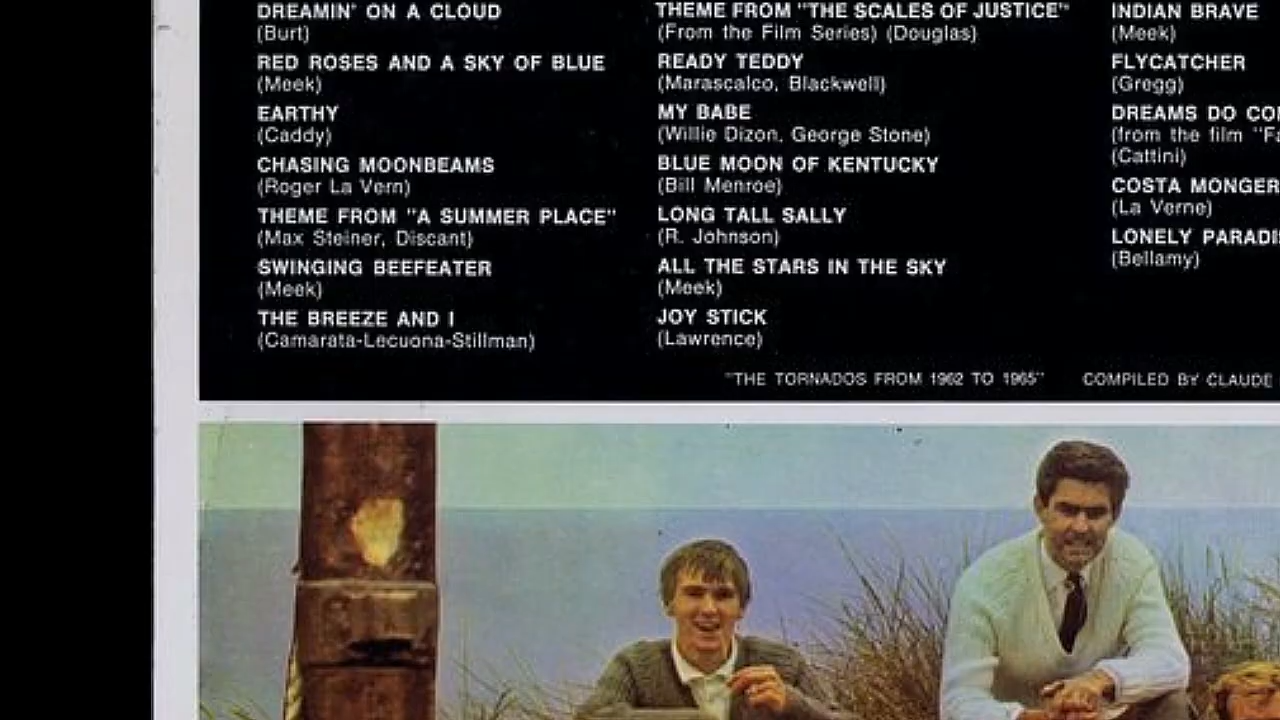 DREAMIN' ON A CLOUD
(Burt)
RED ROSES AND A SKY OF BLUE
(Meek)
EARTHY
(Caddy)
CHASING MOONBEAMS
(Roger La Vern)
THEME FROM "A SUMMER PLACE"
(Max Steiner, Discant)
SWINGING BEEFEATER
(Meek)
THE BREEZE AND I
(Camarata-Lecuona-Stillman)
THEME FROM "THE SCALES OF JUSTICE"
(From the Film Series) (Douglas)
READY TEDDY
(Marascalco, Blackwell)
MY BABE
(Willie Dizon, George Stone)
BLUE MOON OF KENTUCKY
(Bill Menroe)
LONG TALL SALLY
(R. Johnson)
ALL THE STARS IN THE SKY
(Meek)
JOY STICK
(Lawrence)
INDIAN BRAVE
(Meek)
FLYCATCHER
(Gregg)
DREAMS DO
(from the film
(Cattini)
COSTA MONGER
(La Verne)
LONELY
(Bellamy)
"THE TORNADOS FROM 1962 TO 1965" COMPILED BY CLAUDE